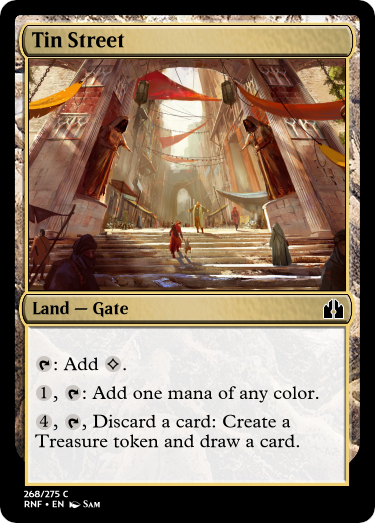 Tin Street
Land — Gate
: Add .
1, : Add one mana of any color.
4, , Discard a card: Create a
Treasure token and draw a card.
268/275 C
RNF • EN Sam